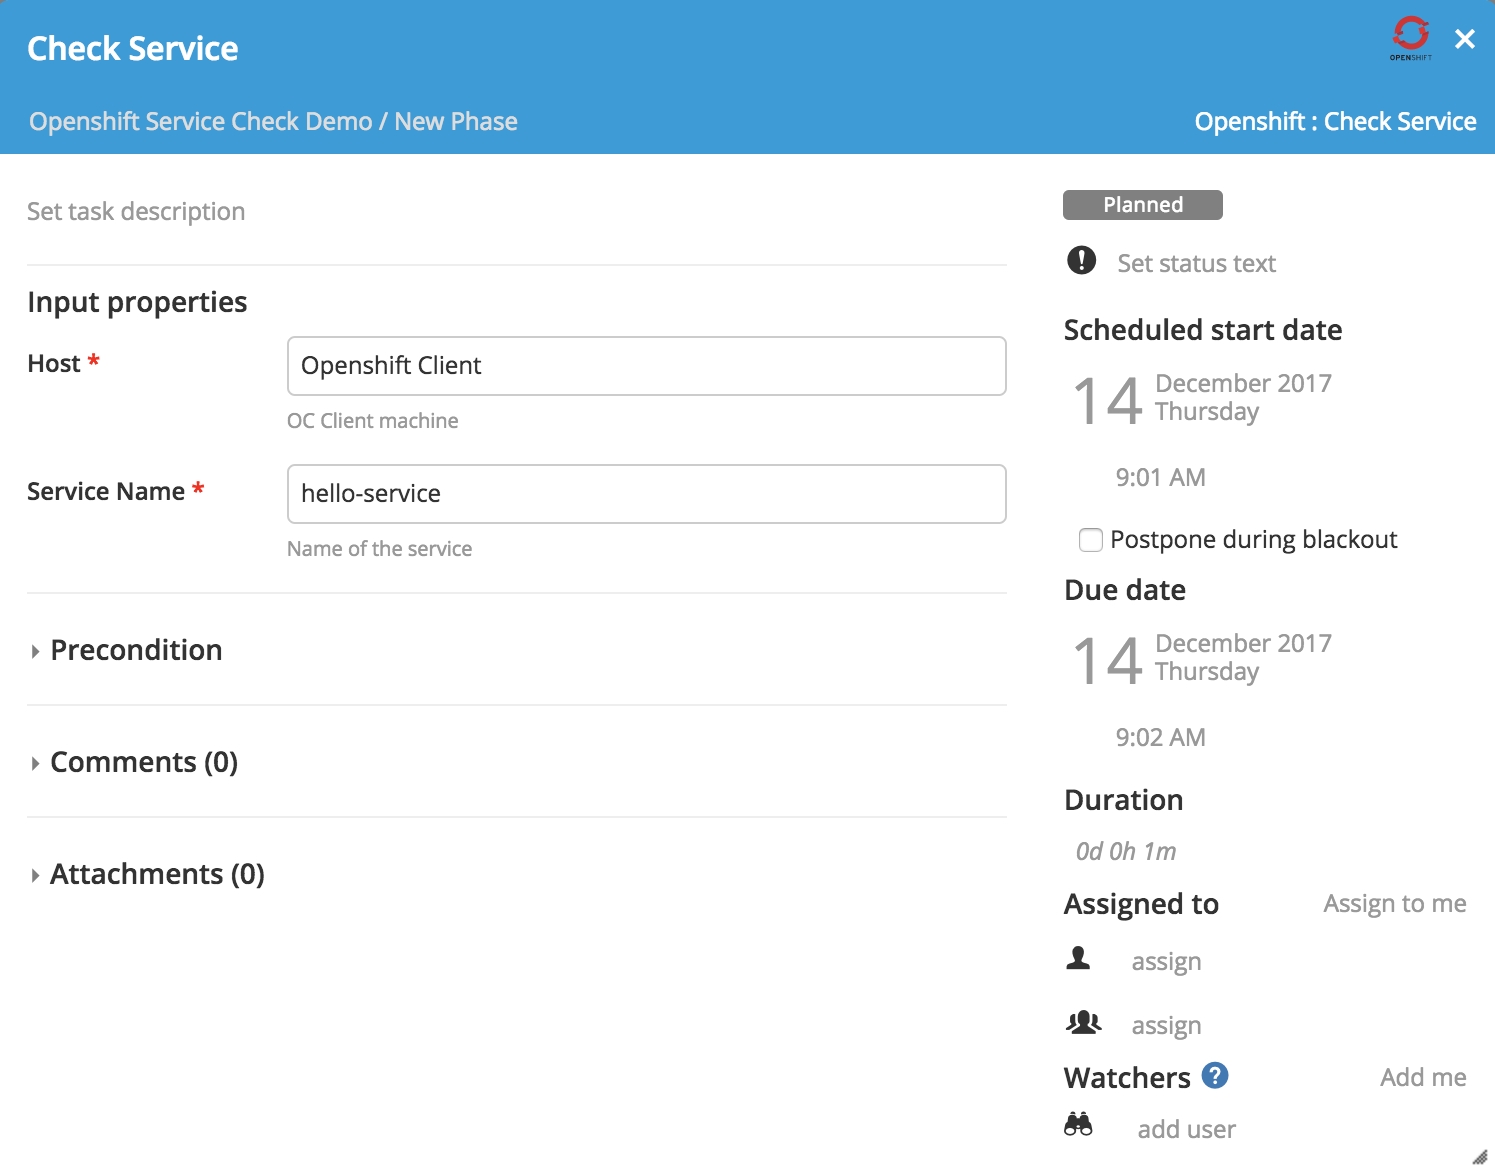 Check Service
OPENSHIFT
Openshift Service Check Demo / New Phase
Openshift : Check Service
Set task description
Input properties
Host *
Openshift Client
OC Client machine
Service Name *
hello-service
Name of the service
Precondition
Comments (0)
Attachments (0)
Planned
Set status text
Scheduled start date
14 December 2017
Thursday
9:01 AM
Postpone during blackout
Due date
14 December 2017
Thursday
9:02 AM
Duration
0d 0h 1m
Assigned to Assign to me
assign
assign
Watchers ? Add me
add user